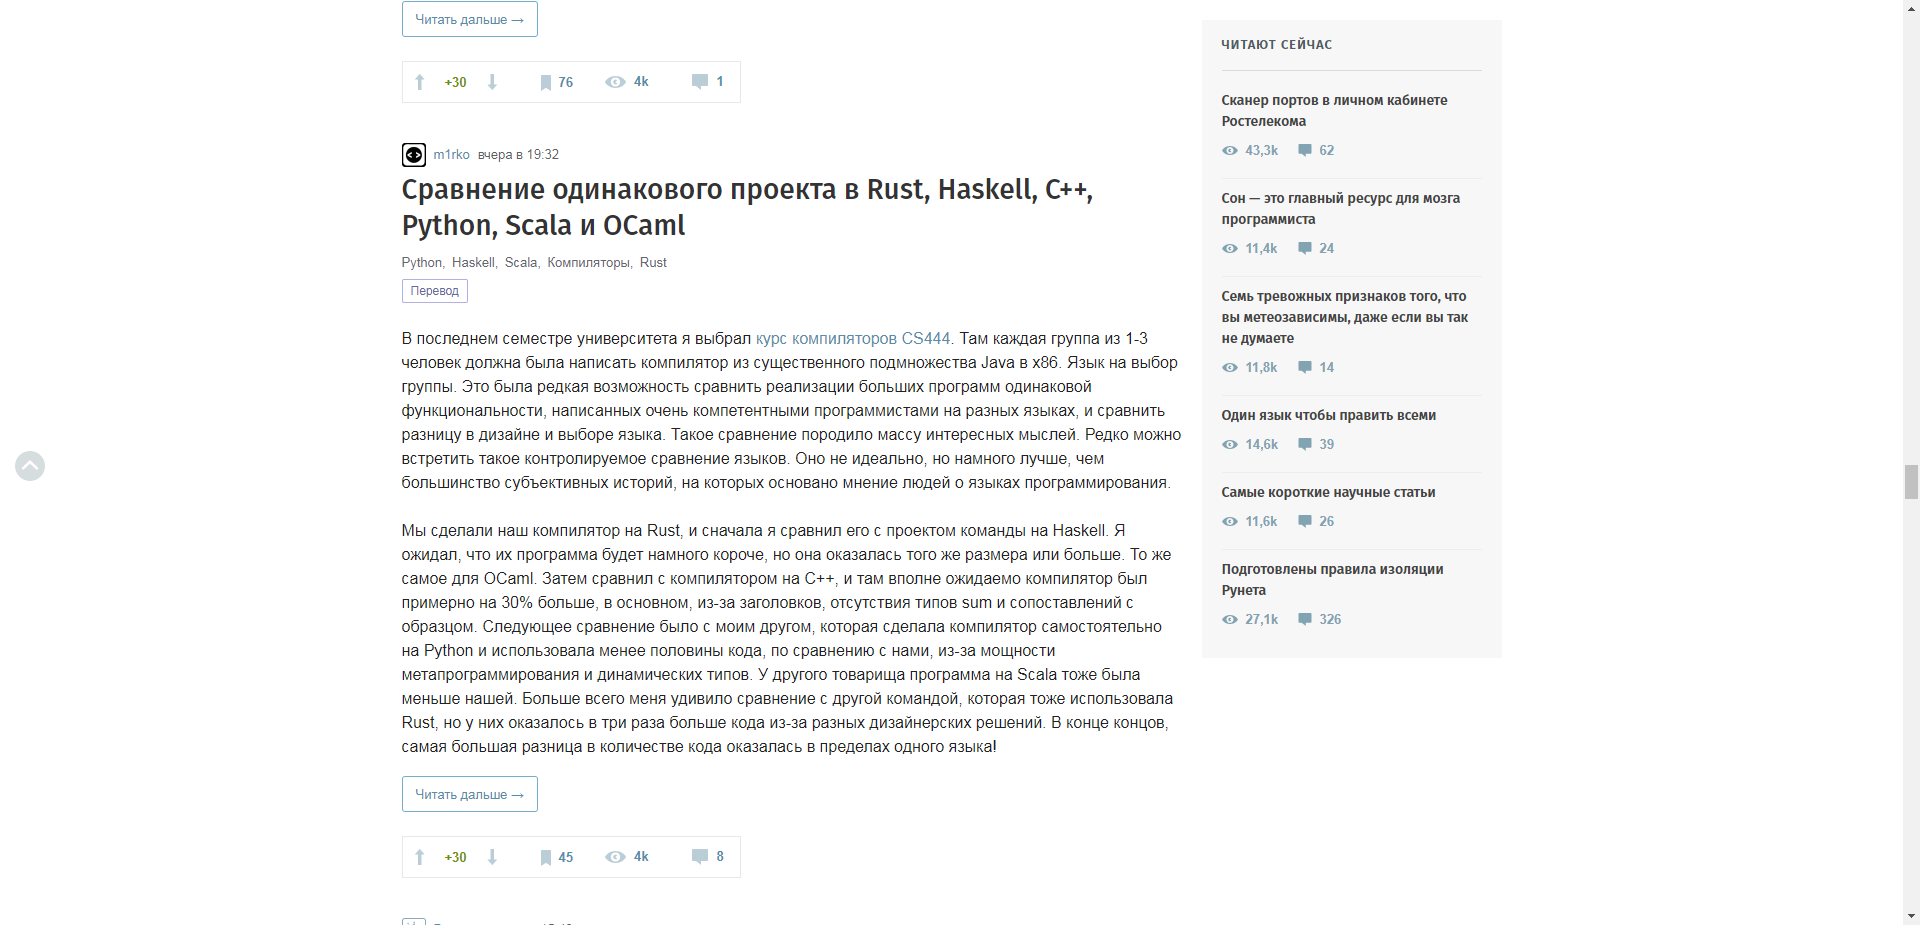 Читать дальше →
+30 76 4k 1
m1rko вчера в 19:32
Сравнение одинакового проекта в Rust, Haskell, C++,
Python, Scala и OCaml
Python, Haskell, Scala, Компиляторы, Rust
Перевод
В последнем семестре университета я выбрал курс компиляторов CS444. Там каждая группа из 1-3
человек должна была написать компилятор из существенного подмножества Java в x86. Язык на выбор
группы. Это была редкая возможность сравнить реализации больших программ одинаковой
функциональности, написанных очень компетентными программистами на разных языках, и сравнить
разницу в дизайне и выборе языка. Такое сравнение породило массу интересных мыслей. Редко можно
встретить такое контролируемое сравнение языков. Оно не идеально, но намного лучше, чем
большинство субъективных историй, на которых основано мнение людей о языках программирования.
Мы сделали наш компилятор на Rust, и сначала я сравнил его с проектом команды на Haskell. Я
ожидал, что их программа будет намного короче, но она оказалась того же размера или больше. То же
самое для OCaml. Затем сравнил с компилятором на C++, и там вполне ожидаемо компилятор был
примерно на 30% больше, в основном, из-за заголовков, отсутствия типов sum и сопоставлений с
образцом. Следующее сравнение было с моим другом, которая сделала компилятор самостоятельно
на Python и использовала менее половины кода, по сравнению с нами, из-за мощности
метапрограммирования и динамических типов. У другого товарища программа на Scala тоже была
меньше нашей. Больше всего меня удивило сравнение с другой командой, которая тоже использовала
Rust, но у них оказалось в три раза больше кода из-за разных дизайнерских решений. В конце концов,
самая большая разница в количестве кода оказалась в пределах одного языка!
Читать дальше →
+30 45 4k 8
ЧИТАЮТ СЕЙЧАС
Сканер портов в личном кабинете
Ростелекома
43,3k 62
Сон — это главный ресурс для мозга
программиста
11,4k 24
Семь тревожных признаков того, что
вы метеозависимы, даже если вы так
не думаете
11,8k 14
Один язык чтобы править всеми
14,6k 39
Самые короткие научные статьи
11,6k 26
Подготовлены правила изоляции
Рунета
27,1k 326